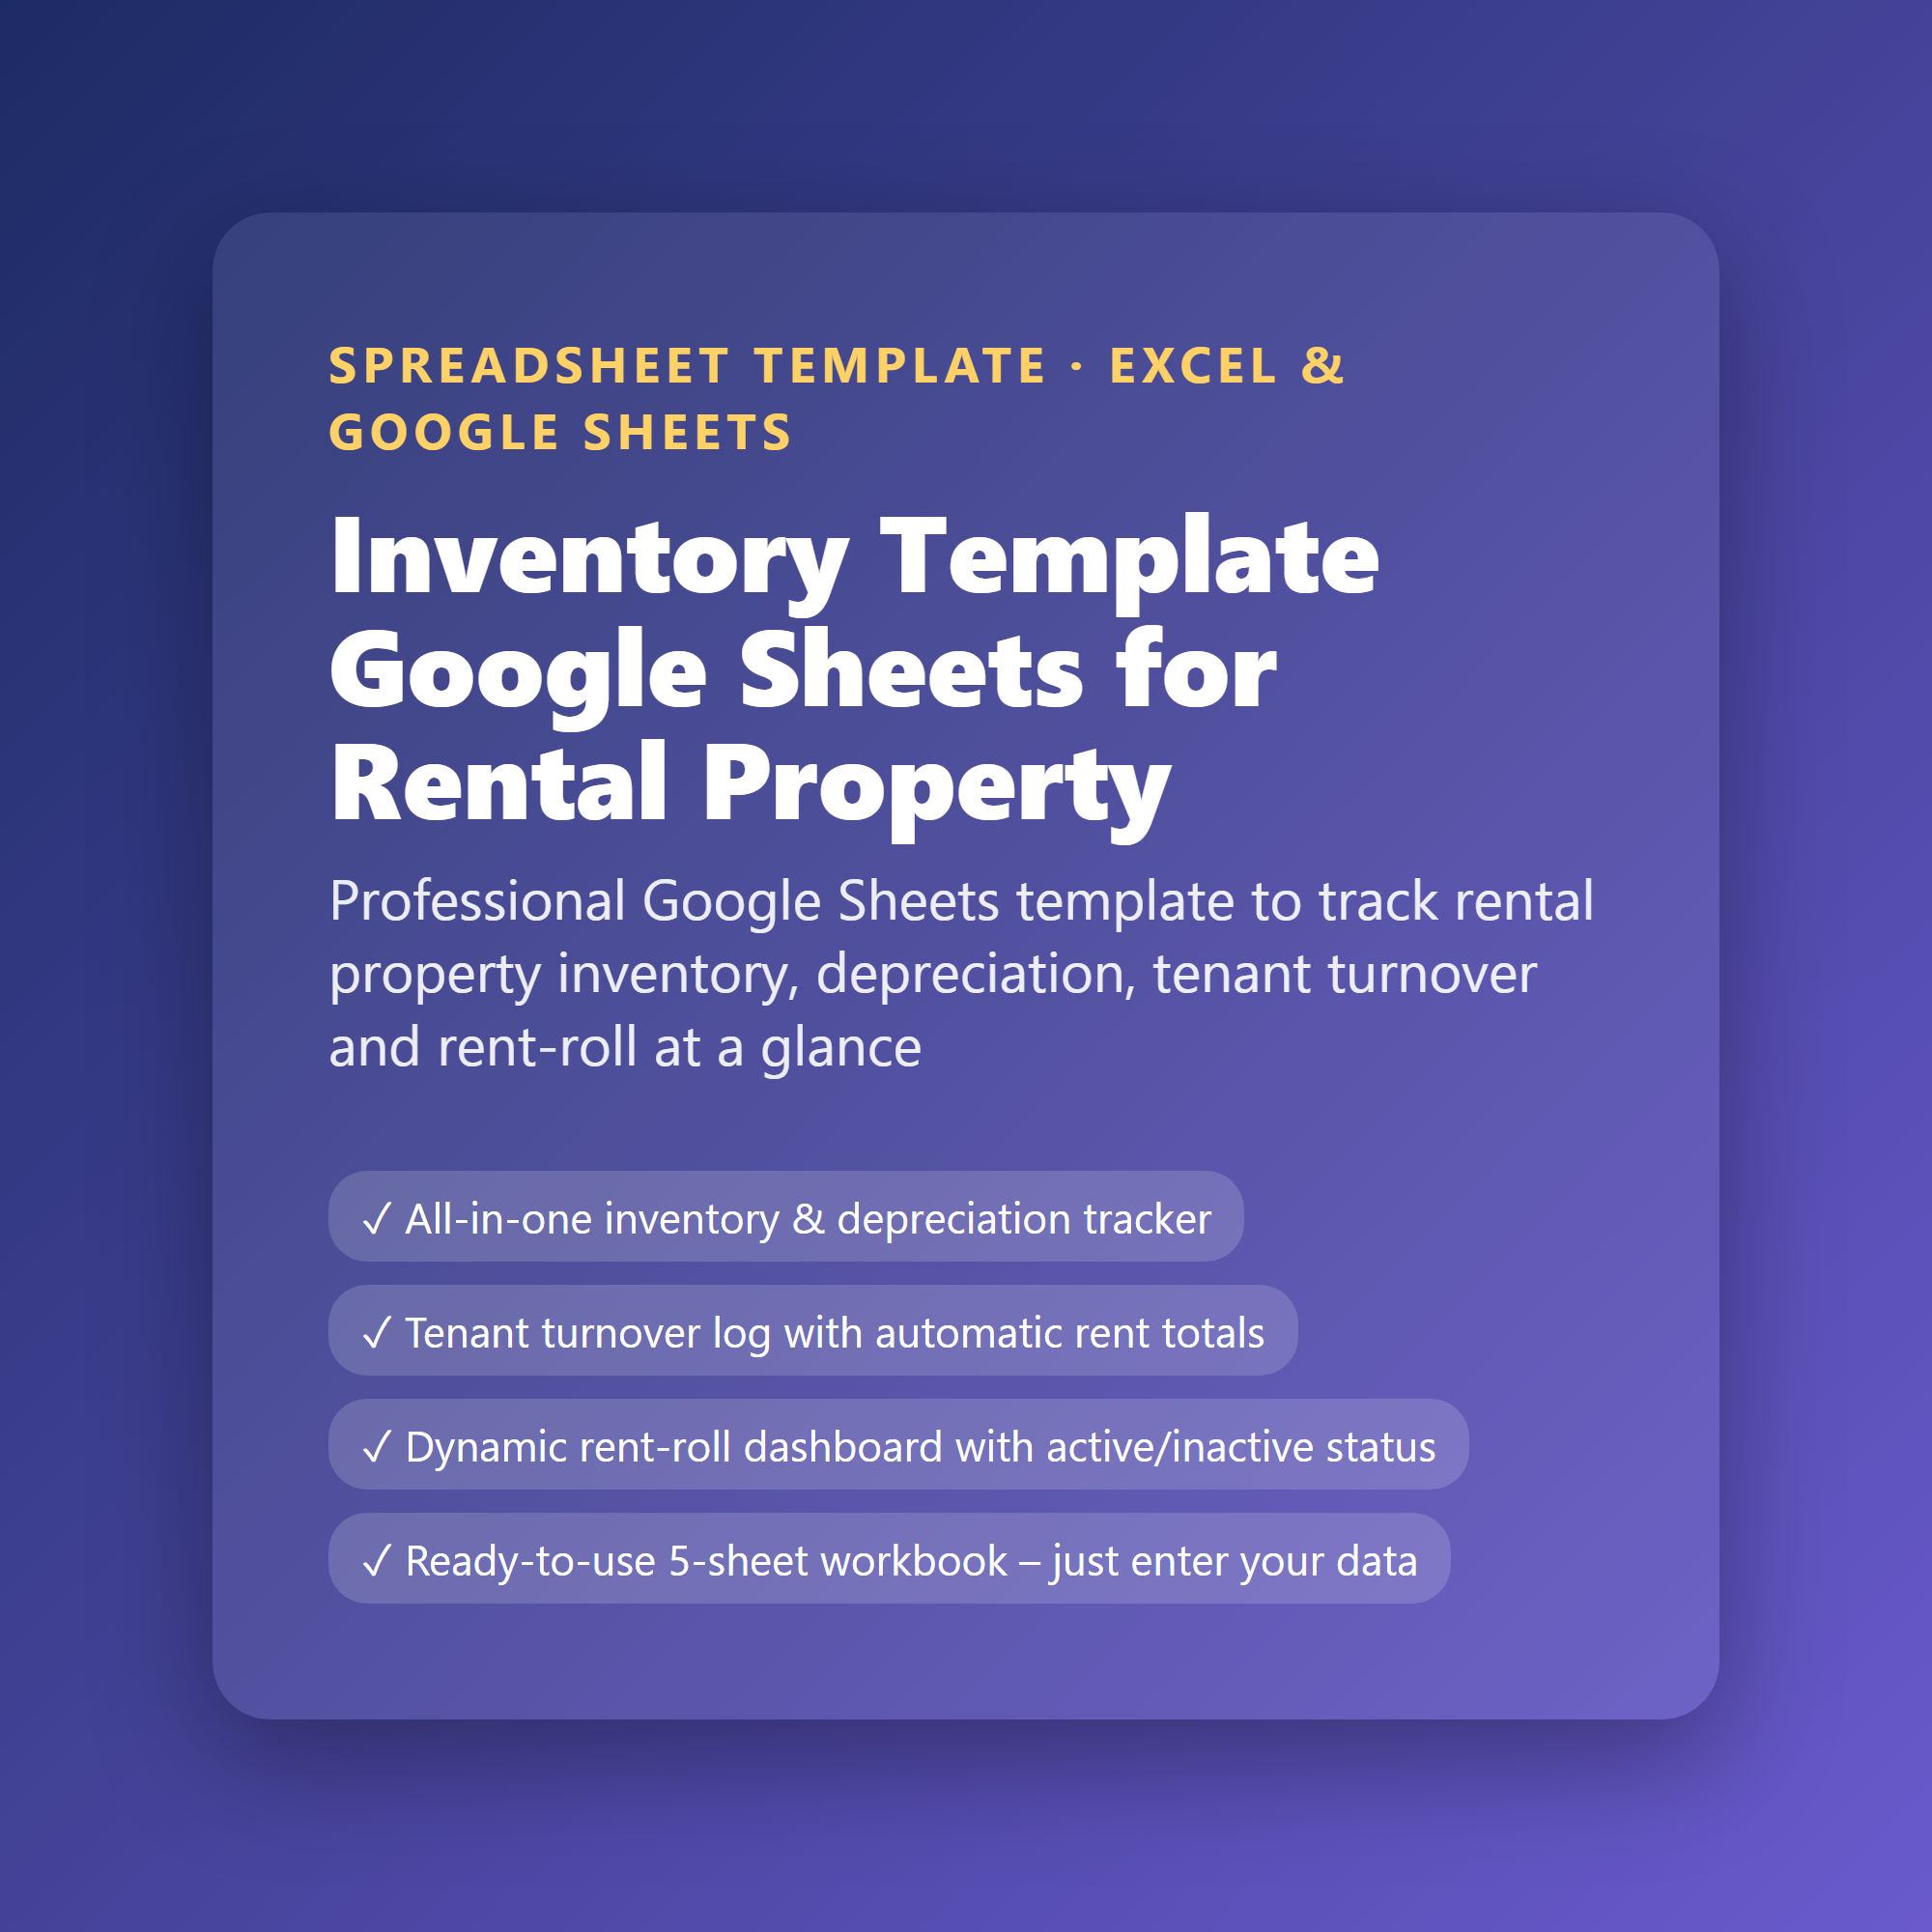 SPREADSHEET TEMPLATE · EXCEL &
GOOGLE SHEETS
Inventory Template
Google Sheets for
Rental Property
Professional Google Sheets template to track rental
property inventory, depreciation, tenant turnover
and rent-roll at a glance
✓ All-in-one inventory & depreciation tracker
✓ Tenant turnover log with automatic rent totals
✓ Dynamic rent-roll dashboard with active/inactive status
✓ Ready-to-use 5-sheet workbook – just enter your data